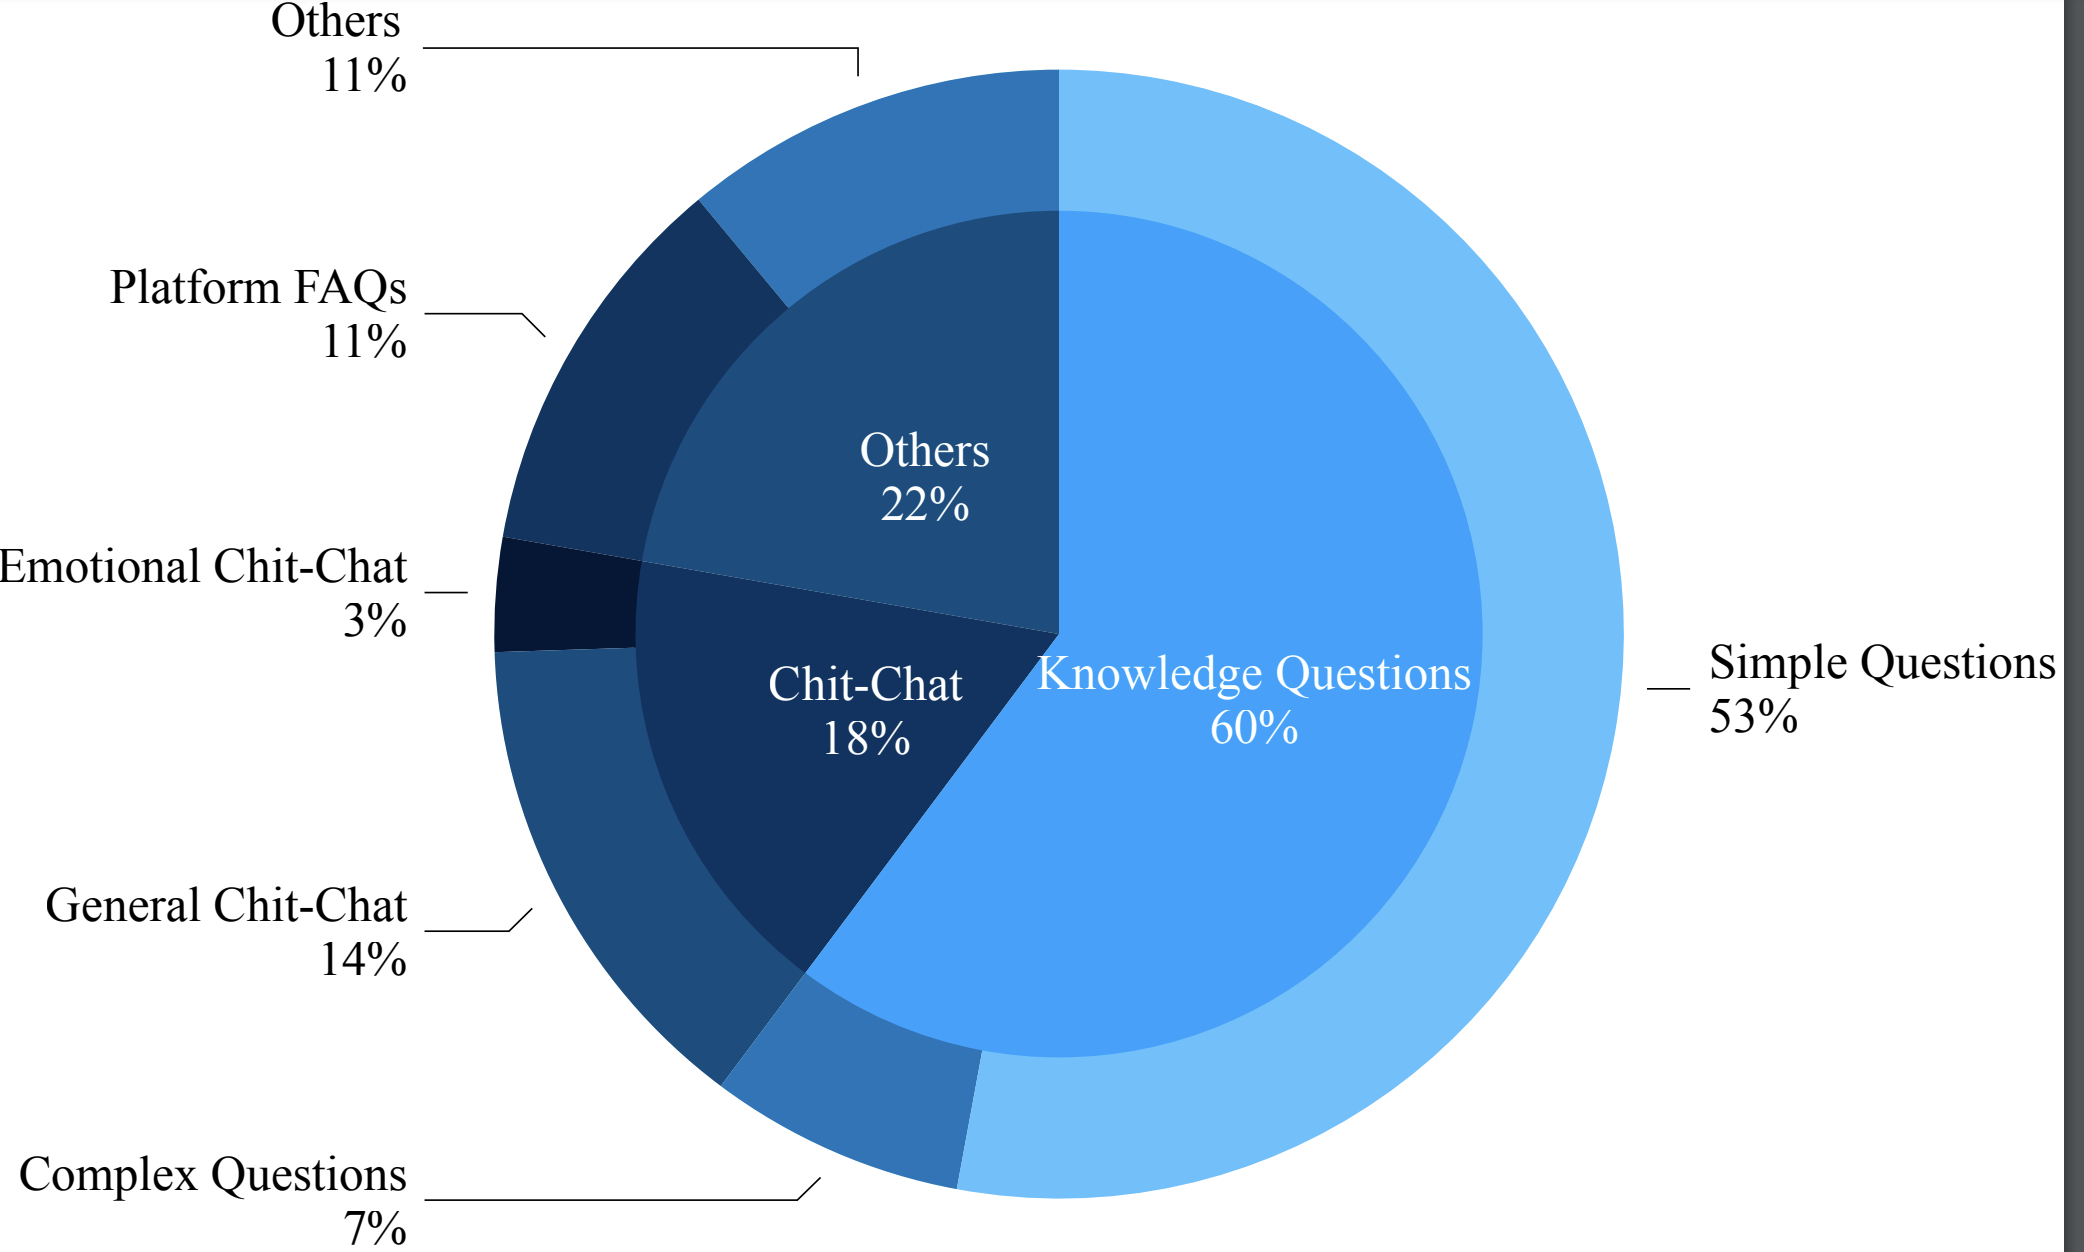 Others
11%
Platform FAQs
11%
Emotional Chit-Chat
3%
General Chit-Chat
14%
Complex Questions
7%
Others
22%
Chit-Chat
18%
Knowledge Questions
60%
Simple Questions
53%